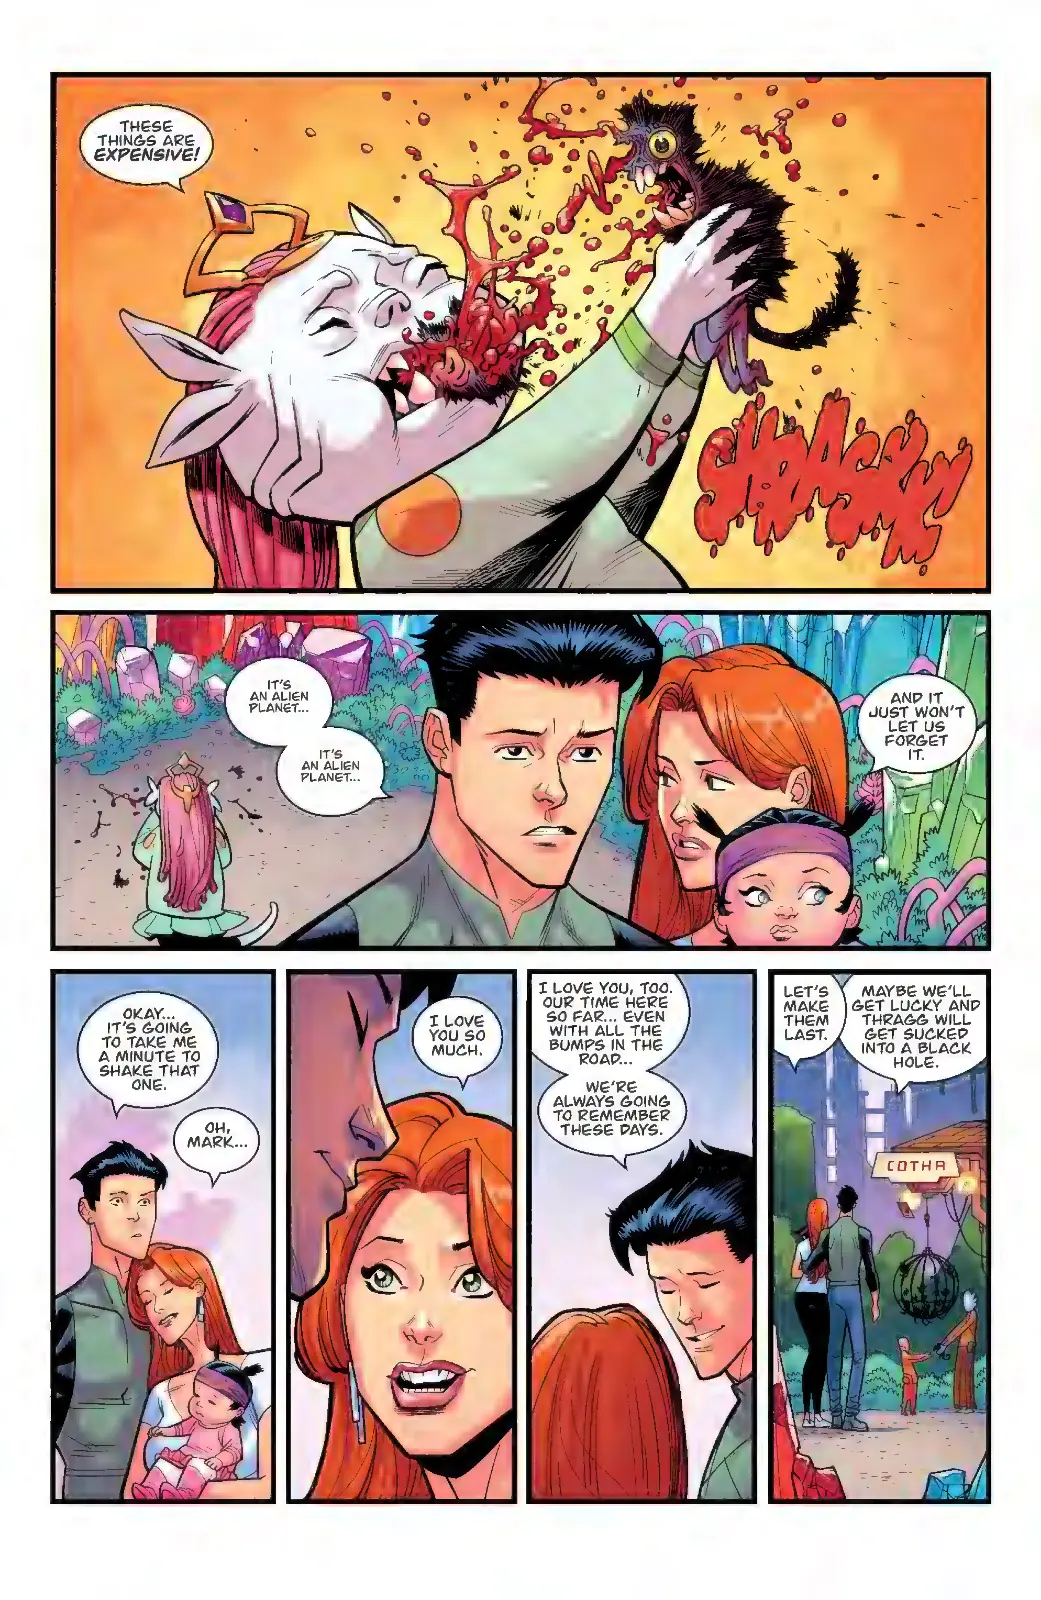 THESE
THINGS ARE
EXPENSIVE!
IT'S
AN ALIEN
PLANET...
IT'S
AN ALIEN
PLANET...
AND IT
JUST WON'T
LET US
FORGET
IT.
OKAY...
IT'S GOING
TO TAKE ME
A MINUTE TO
SHAKE THAT
ONE.
OH,
MARK...
I LOVE
YOU SO
MUCH.
I LOVE YOU, TOO.
OUR TIME HERE
SO FAR... EVEN
WITH ALL THE
BUMPS IN THE
ROAD...
WE'RE
ALWAYS GOING
TO REMEMBER
THESE DAYS.
LET'S
MAKE
THEM
LAST.
MAYBE WE'LL
GET LUCKY AND
THRAGG WILL
GET SUCKED
INTO A BLACK
HOLE.
COTHA